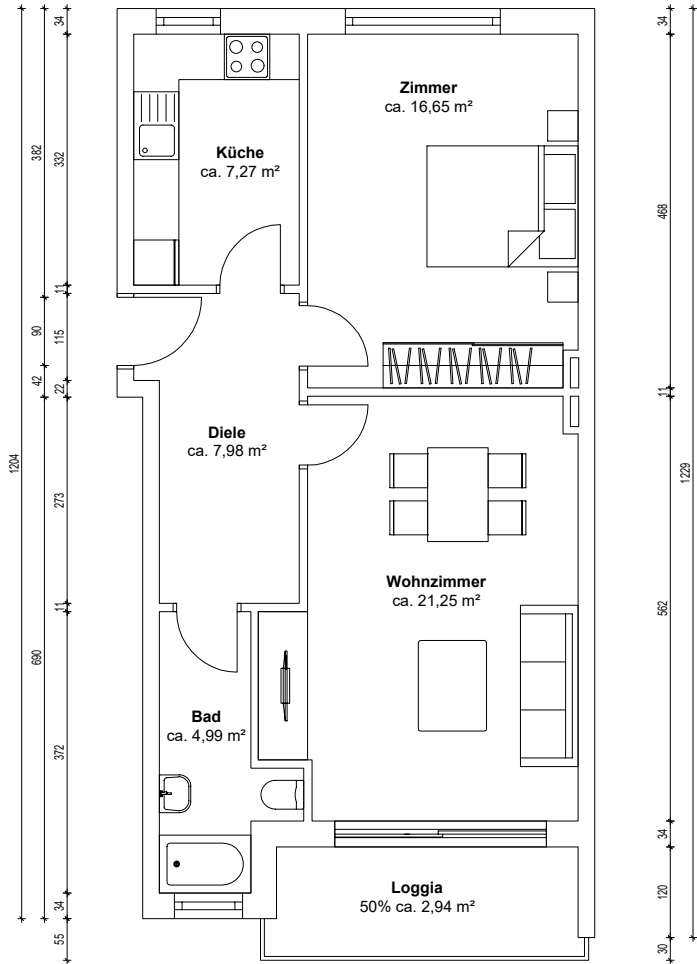 34
382
332
11
90
115
42
22
1204
273
11
690
372
34
55
Zimmer
ca. 16,65 m²
Küche
ca. 7,27 m²
Diele
ca. 7,98 m²
Wohnzimmer
ca. 21,25 m²
Bad
ca. 4,99 m²
Loggia
50% ca. 2,94 m²
34
468
11
1229
562
34
120
30